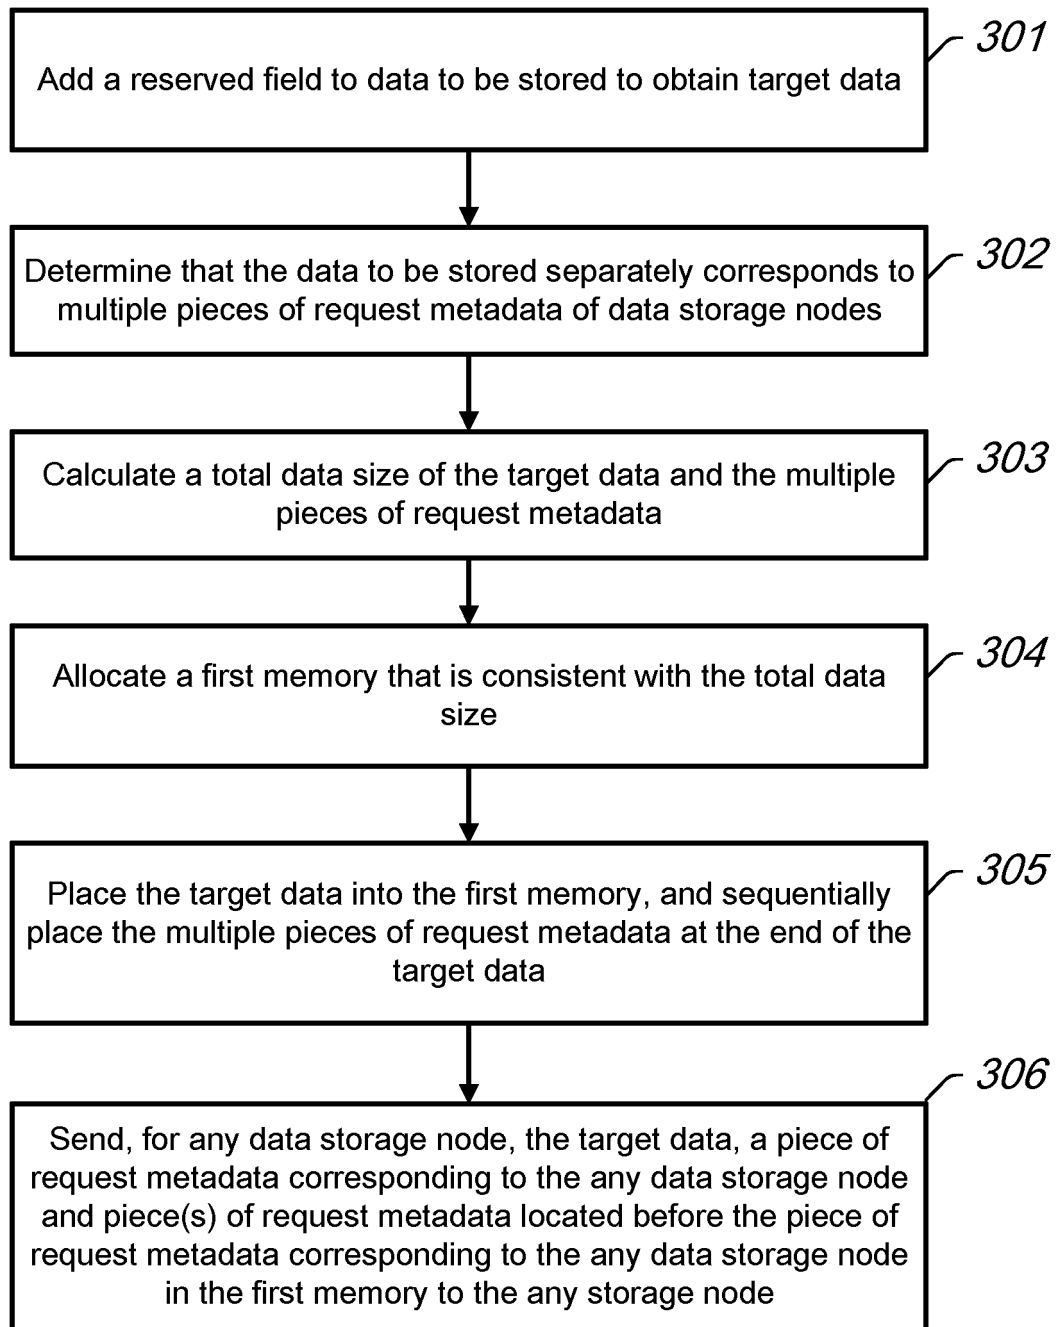 301
Add a reserved field to data to be stored to obtain target data
302
Determine that the data to be stored separately corresponds to
multiple pieces of request metadata of data storage nodes
303
Calculate a total data size of the target data and the multiple
pieces of request metadata
304
Allocate a first memory that is consistent with the total data
size
305
Place the target data into the first memory, and sequentially
place the multiple pieces of request metadata at the end of the
target data
306
Send, for any data storage node, the target data, a piece of
request metadata corresponding to the any data storage node
and piece(s) of request metadata located before the piece of
request metadata corresponding to the any data storage node
in the first memory to the any storage node